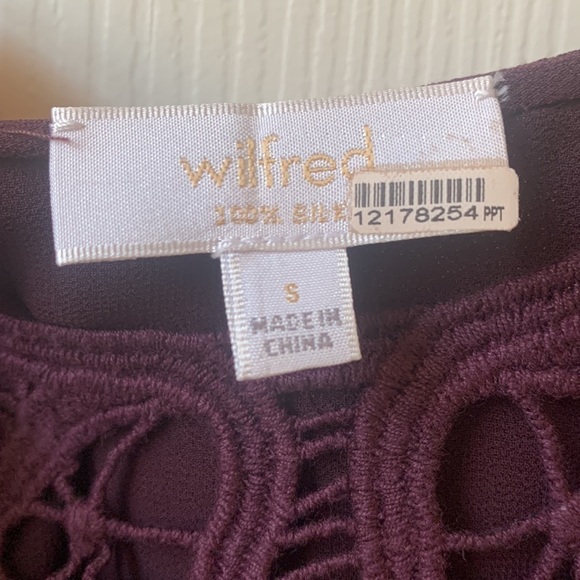 wilfred
100% SILK
12178254 PPT
S
MADE IN
CHINA